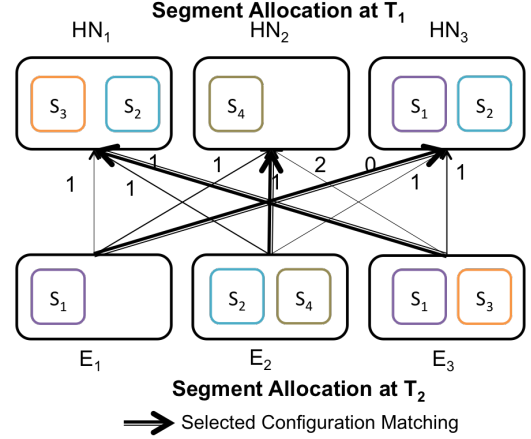 Segment Allocation at T₁
HN₁ HN₂ HN₃
S₃ S₂ S₄ S₁ S₂
1 1 2 0
1 1 1 1 1
S₁ S₂ S₄ S₁ S₃
E₁ E₂ E₃
Segment Allocation at T₂
Selected Configuration Matching